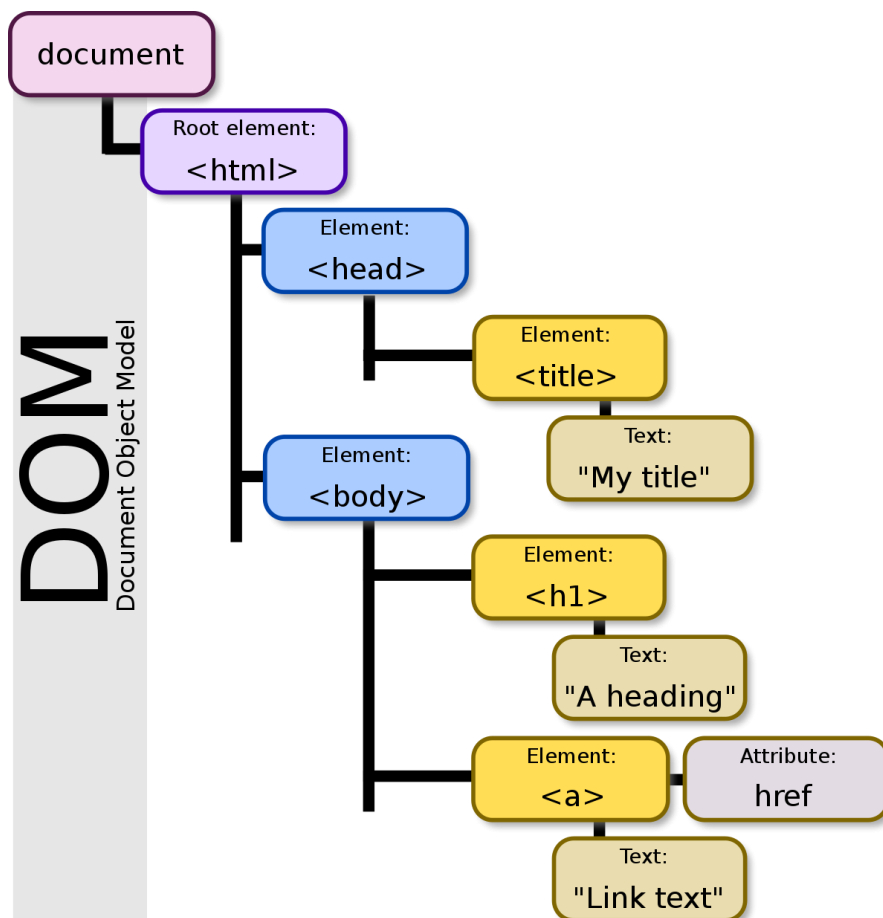 document
Root element:
<html>
Element:
<head>
Element:
<title>
Text:
"My title"
Element:
<body>
Element:
<h1>
Text:
"A heading"
Element:
<a>
Attribute:
href
Text:
"Link text"
DOM
Document Object Model